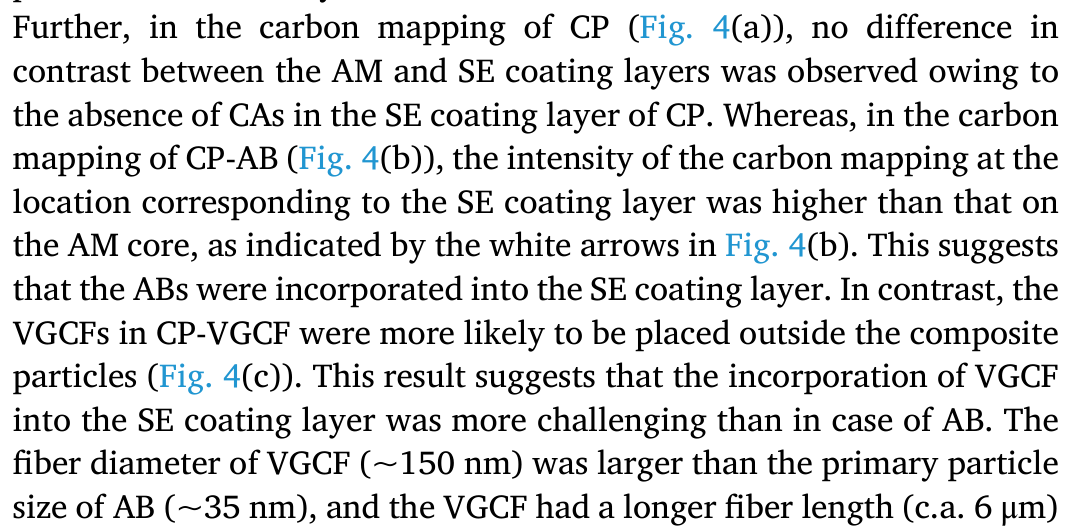 Further, in the carbon mapping of CP (Fig. 4(a)), no difference in
contrast between the AM and SE coating layers was observed owing to
the absence of CAs in the SE coating layer of CP. Whereas, in the carbon
mapping of CP-AB (Fig. 4(b)), the intensity of the carbon mapping at the
location corresponding to the SE coating layer was higher than that on
the AM core, as indicated by the white arrows in Fig. 4(b). This suggests
that the ABs were incorporated into the SE coating layer. In contrast, the
VGCFs in CP-VGCF were more likely to be placed outside the composite
particles (Fig. 4(c)). This result suggests that the incorporation of VGCF
into the SE coating layer was more challenging than in case of AB. The
fiber diameter of VGCF (~150 nm) was larger than the primary particle
size of AB (~35 nm), and the VGCF had a longer fiber length (c.a. 6 μm)